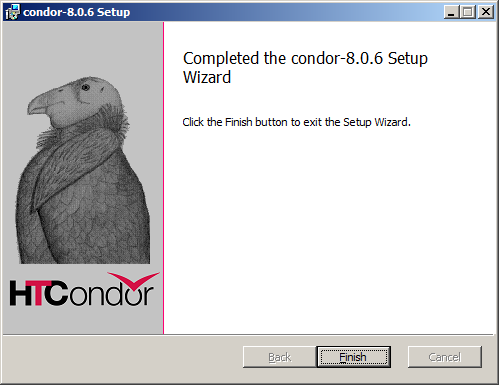 condor-8.0.6 Setup
Completed the condor-8.0.6 Setup
Wizard
Click the Finish button to exit the Setup Wizard.
HTCondor
Back
Finish
Cancel